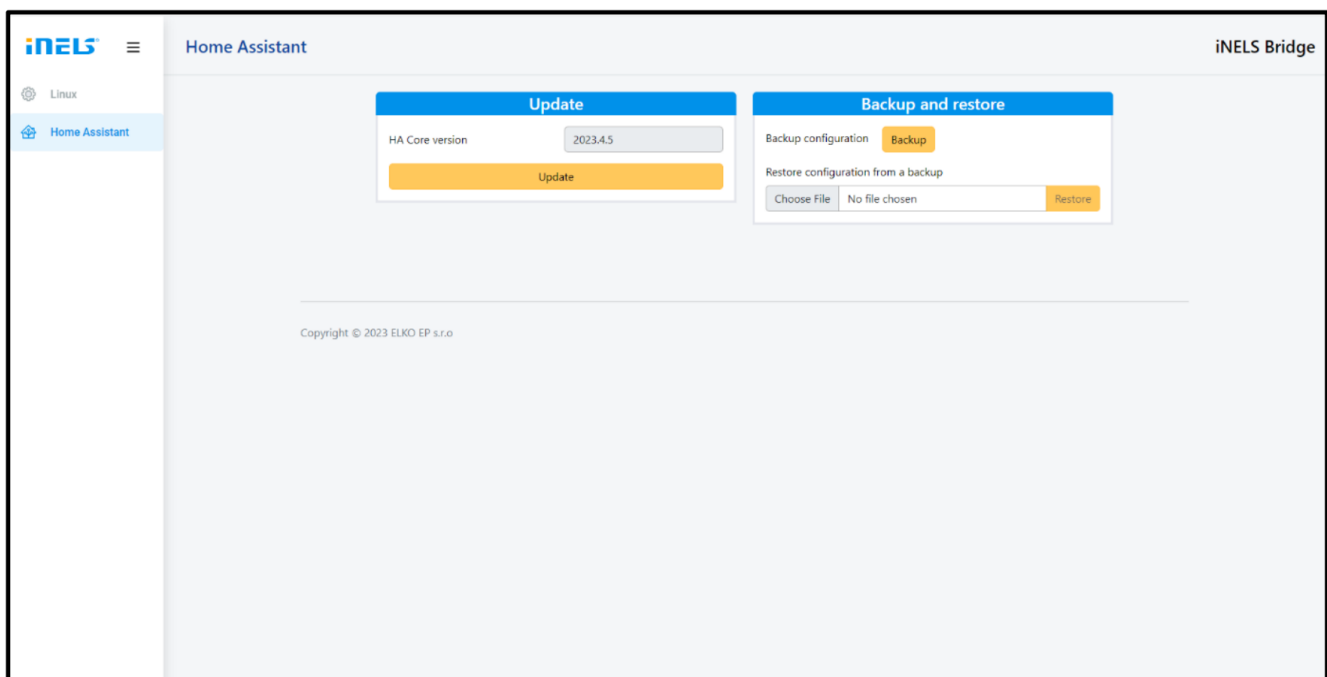 iNELS
Home Assistant
iNELS Bridge
Linux
Home Assistant
Update
HA Core version
2023.4.5
Update
Backup and restore
Backup configuration
Backup
Restore configuration from a backup
Choose File
No file chosen
Restore
Copyright © 2023 ELKO EP s.r.o